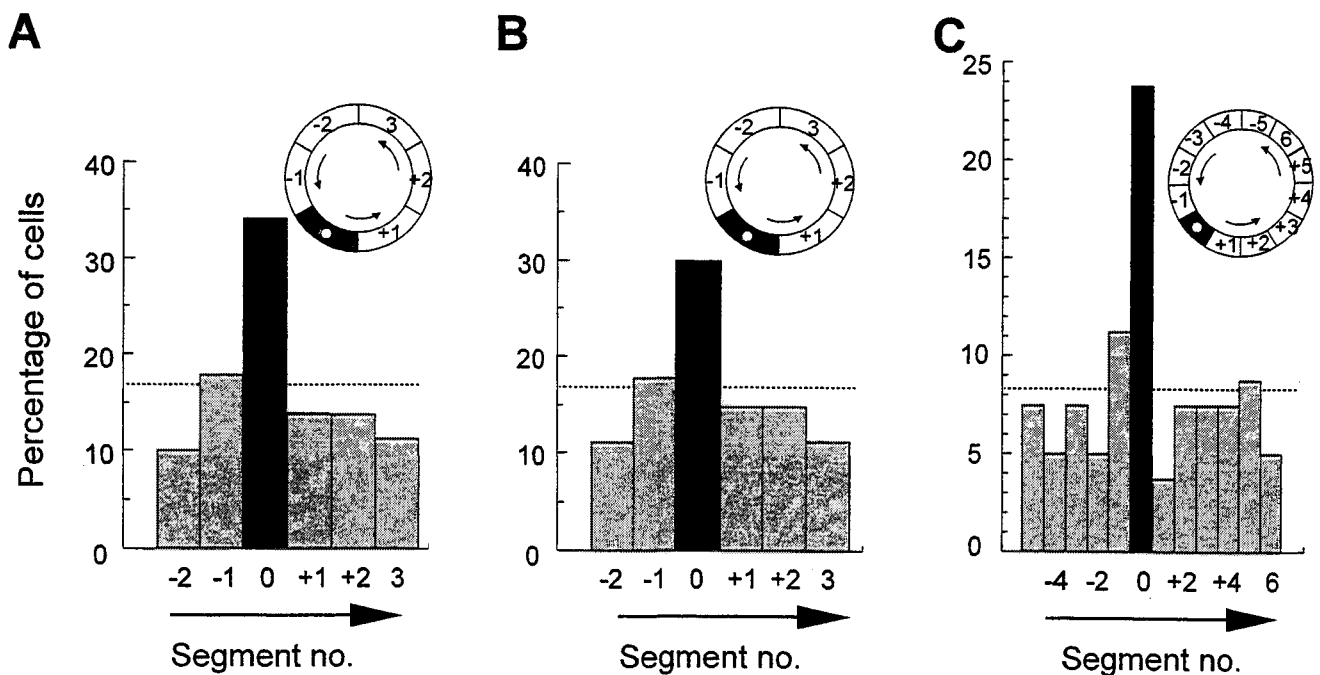 A
B
C
Percentage of cells
40
30
20
10
0
-2 -1 0 +1 +2 3
Segment no.
-2 3
-1 +2
+1
40
30
20
10
0
-2 -1 0 +1 +2 3
Segment no.
-2 3
-1 +2
+1
25
20
15
10
5
0
-4 -2 0 +2 +4 6
Segment no.
-4 -5
-3 6
-2 +5
-1 +4
+1 +2 +3